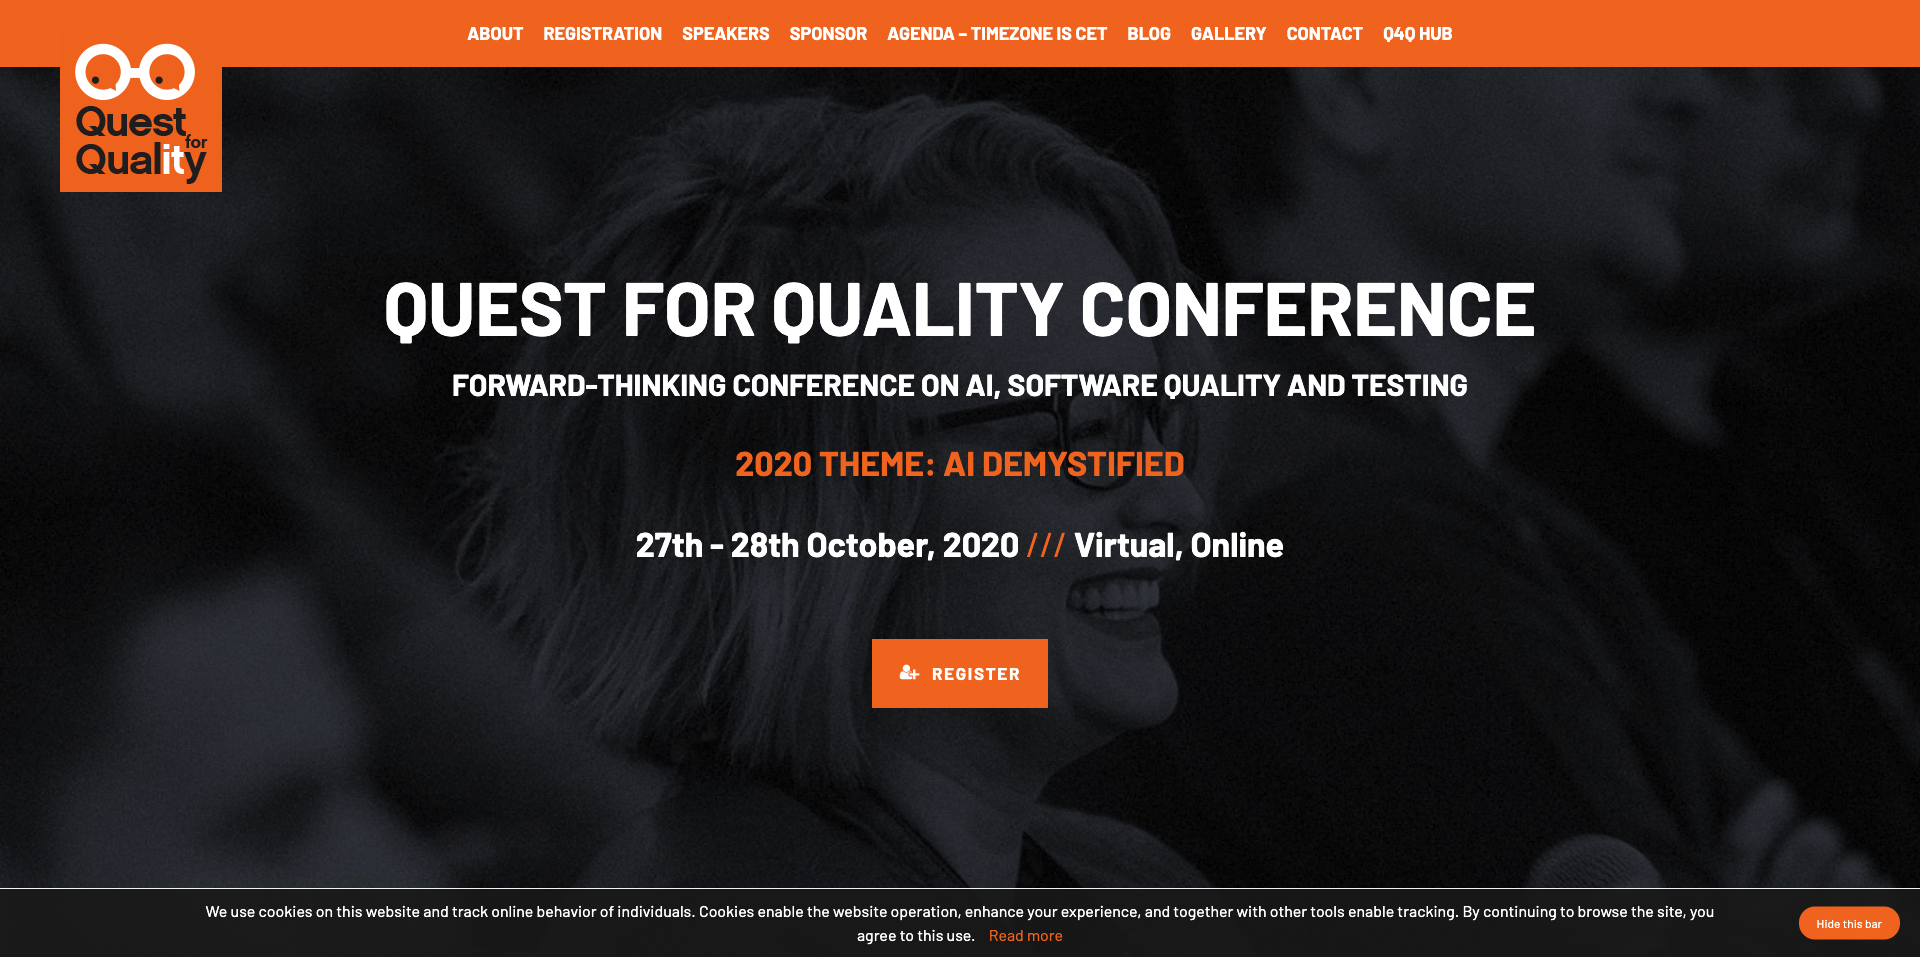 ABOUT REGISTRATION SPEAKERS SPONSOR AGENDA – TIMEZONE IS CET BLOG GALLERY CONTACT Q4Q HUB
Quest
for
Quality
QUEST FOR QUALITY CONFERENCE
FORWARD-THINKING CONFERENCE ON AI, SOFTWARE QUALITY AND TESTING
2020 THEME: AI DEMYSTIFIED
27th - 28th October, 2020 /// Virtual, Online
REGISTER
We use cookies on this website and track online behavior of individuals. Cookies enable the website operation, enhance your experience, and together with other tools enable tracking. By continuing to browse the site, you
agree to this use. Read more
Hide this bar